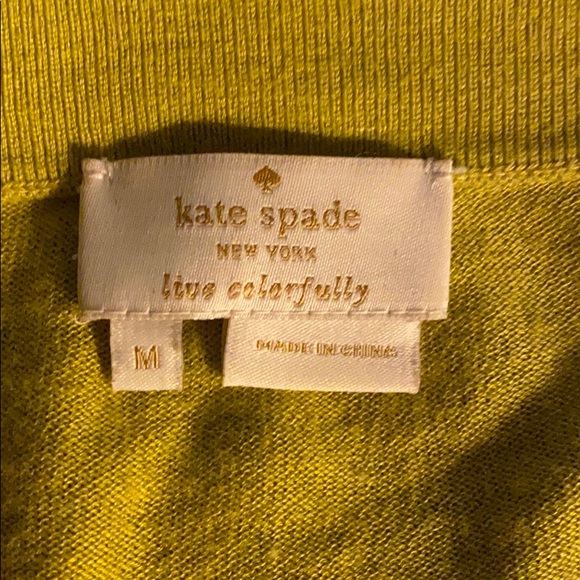 kate spade
NEW YORK
live colorfully
M
MADE IN CHINA